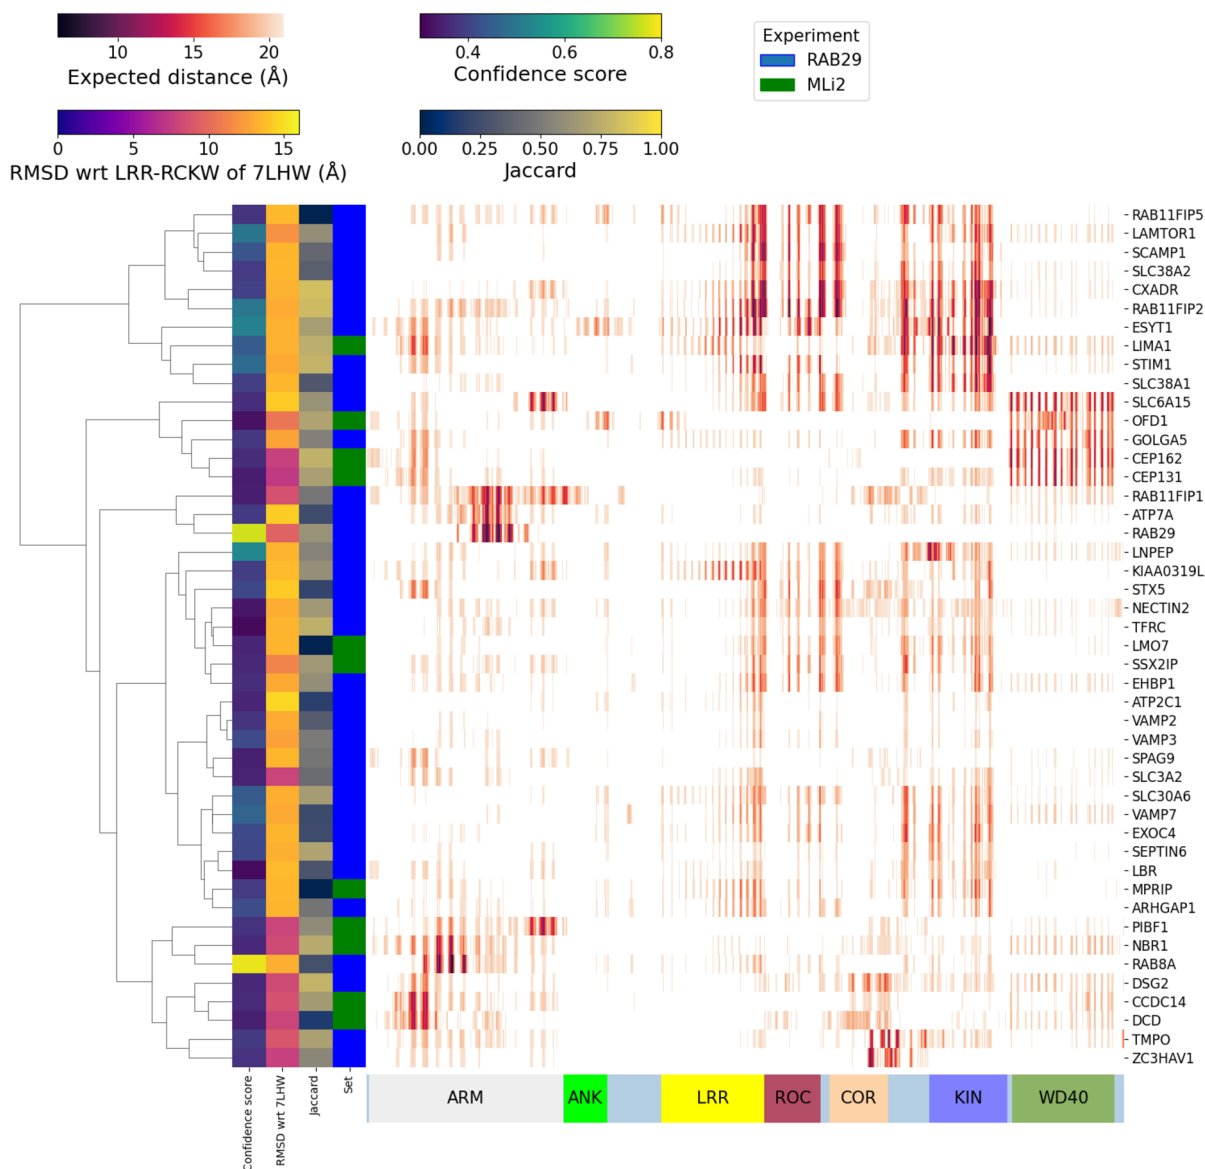 10 15 20
Expected distance (Å)
0.4 0.6 0.8
Confidence score
Experiment
RAB29
MLi2
0 5 10 15
RMSD wrt LRR-RCKW of 7LHW (Å)
0.00 0.25 0.50 0.75 1.00
Jaccard
RAB11FIP5
LAMTOR1
SCAMP1
SLC38A2
CXADR
RAB11FIP2
ESYT1
LIMA1
STIM1
SLC38A1
SLC6A15
OFD1
GOLGA5
CEP162
CEP131
RAB11FIP1
ATP7A
RAB29
LNPEP
KIAA0319L
STX5
NECTIN2
TFRC
LMO7
SSX2IP
EHBP1
ATP2C1
VAMP2
VAMP3
SPAG9
SLC3A2
SLC30A6
VAMP7
EXOC4
SEPTIN6
LBR
MPRIP
ARHGAP1
PIBF1
NBR1
RAB8A
DSG2
CCDC14
DCD
TMPO
ZC3HAV1
Confidence score
RMSD wrt 7LHW
Jaccard
Set
ARM ANK LRR ROC COR KIN WD40